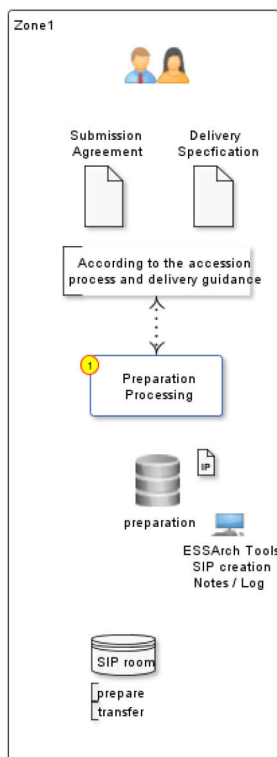 Zone1
Submission
Agreement
Delivery
Specfication
According to the accession
process and delivery guidance
1
Preparation
Processing
IP
preparation
ESSArch Tools
SIP creation
Notes / Log
SIP room
prepare
transfer